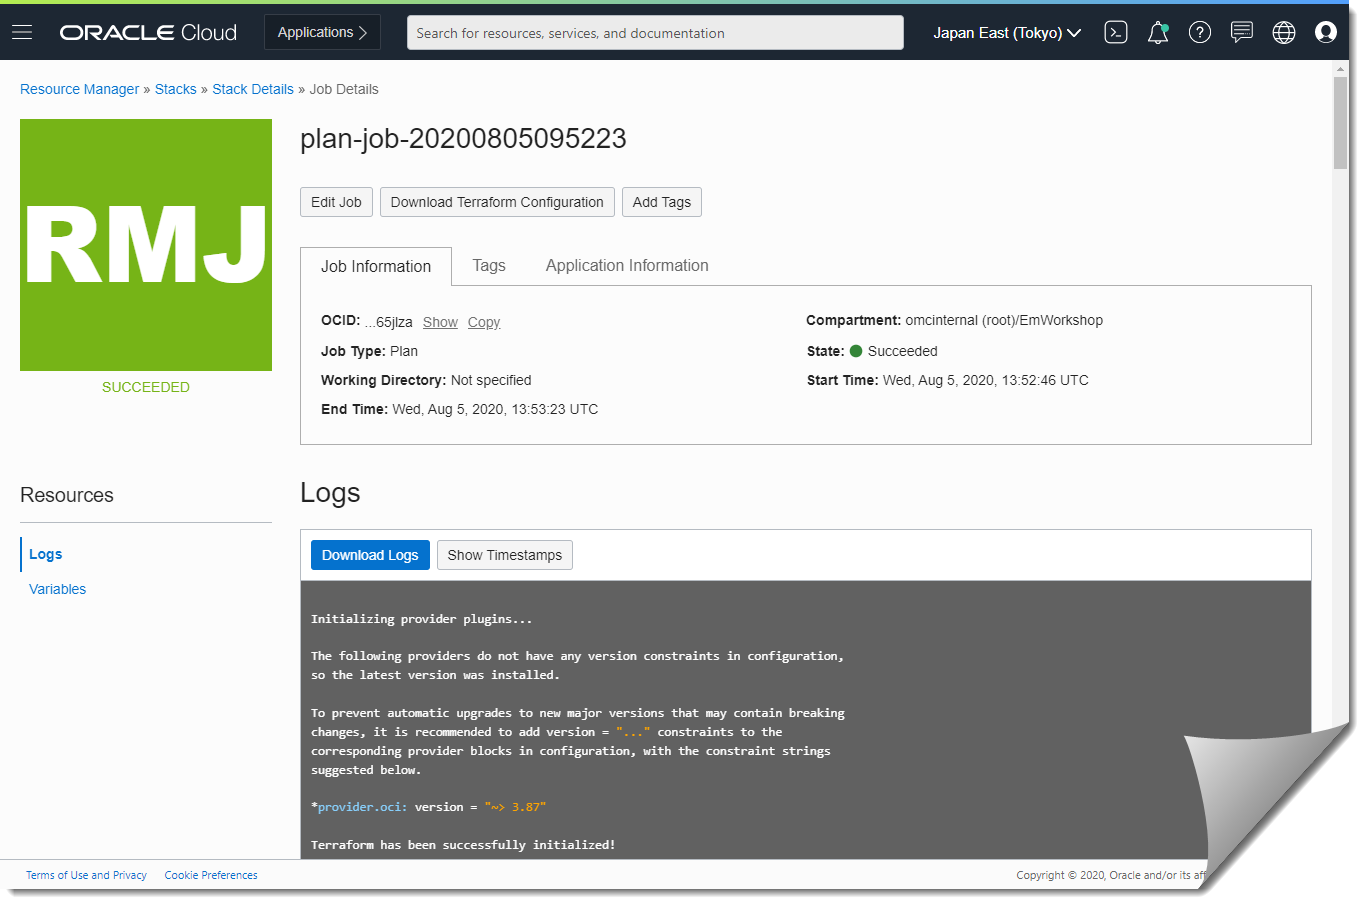 ORACLE Cloud
Applications
Search for resources, services, and documentation
Japan East (Tokyo)
Resource Manager » Stacks » Stack Details » Job Details
RMJ
SUCCEEDED
plan-job-20200805095223
Edit Job
Download Terraform Configuration
Add Tags
Job Information
Tags
Application Information
OCID: ...65jlza Show Copy
Compartment: omcinternal (root)/EmWorkshop
Job Type: Plan
State: Succeeded
Working Directory: Not specified
Start Time: Wed, Aug 5, 2020, 13:52:46 UTC
End Time: Wed, Aug 5, 2020, 13:53:23 UTC
Resources
Logs
Variables
Logs
Download Logs
Show Timestamps
Initializing provider plugins...
The following providers do not have any version constraints in configuration,
so the latest version was installed.
To prevent automatic upgrades to new major versions that may contain breaking
changes, it is recommended to add version = "..." constraints to the
corresponding provider blocks in configuration, with the constraint strings
suggested below.
*provider.oci: version = "~> 3.87"
Terraform has been successfully initialized!
Terms of Use and Privacy
Cookie Preferences
Copyright © 2020, Oracle and/or its